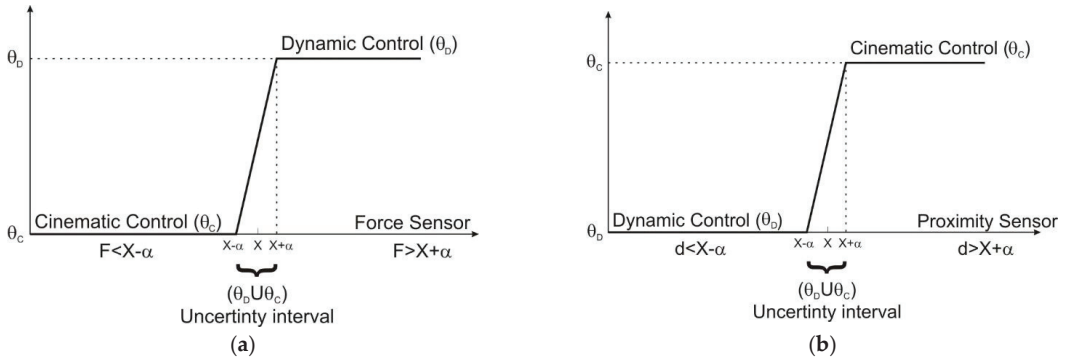 Dynamic Control (θD)
θD
Cinematic Control (θC)
Force Sensor
θC
F<X-α
X-α X X+α
F>X+α
(θDUθC)
Uncertinty interval
(a)
Cinematic Control (θC)
θC
Dynamic Control (θD)
Proximity Sensor
θD
d<X-α
X-α X X+α
d>X+α
(θDUθC)
Uncertinty interval
(b)